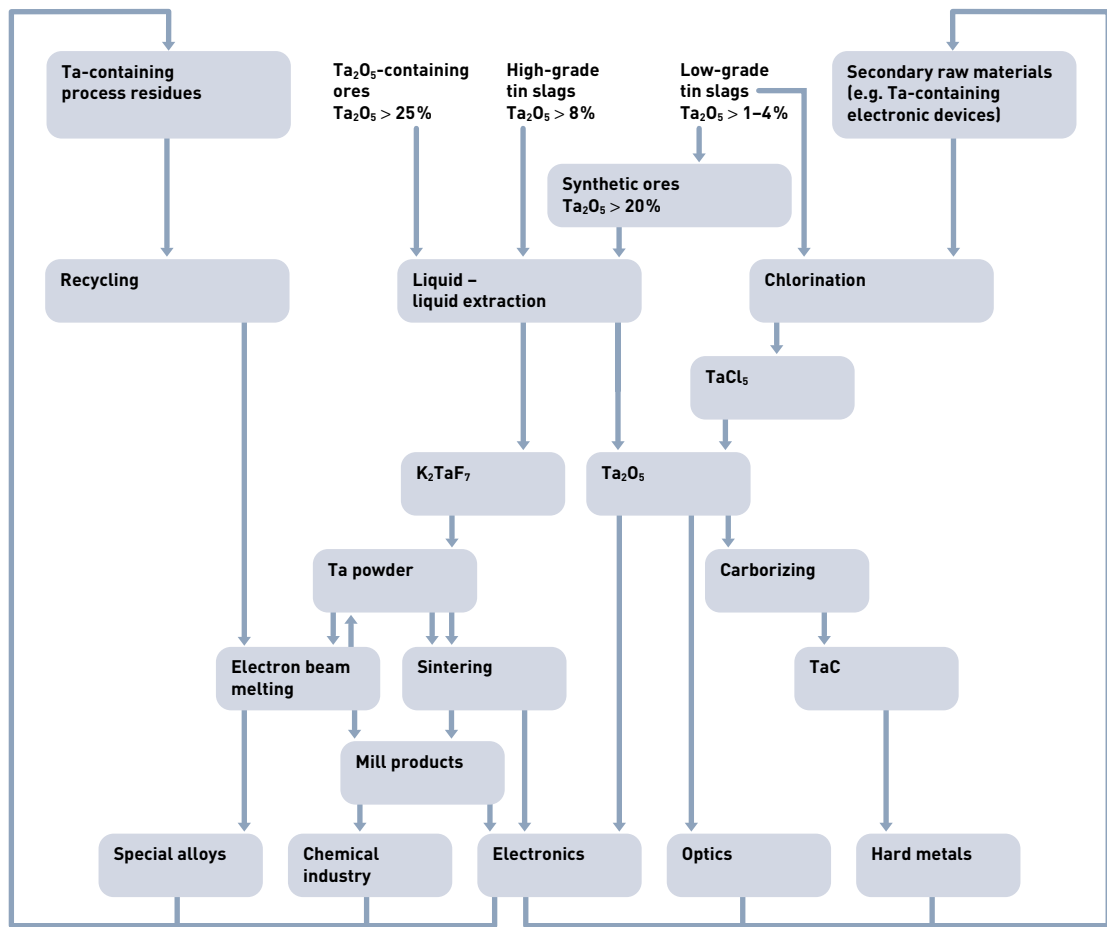 Ta-containing
process residues
Ta₂O₅-containing
ores
Ta₂O₅ > 25%
High-grade
tin slags
Ta₂O₅ > 8%
Low-grade
tin slags
Ta₂O₅ > 1–4%
Secondary raw materials
(e.g. Ta-containing
electronic devices)
Synthetic ores
Ta₂O₅ > 20%
Recycling
Liquid –
liquid extraction
Chlorination
TaCl₅
K₂TaF₇
Ta₂O₅
Ta powder
Carborizing
Electron beam
melting
Sintering
TaC
Mill products
Special alloys
Chemical
industry
Electronics
Optics
Hard metals